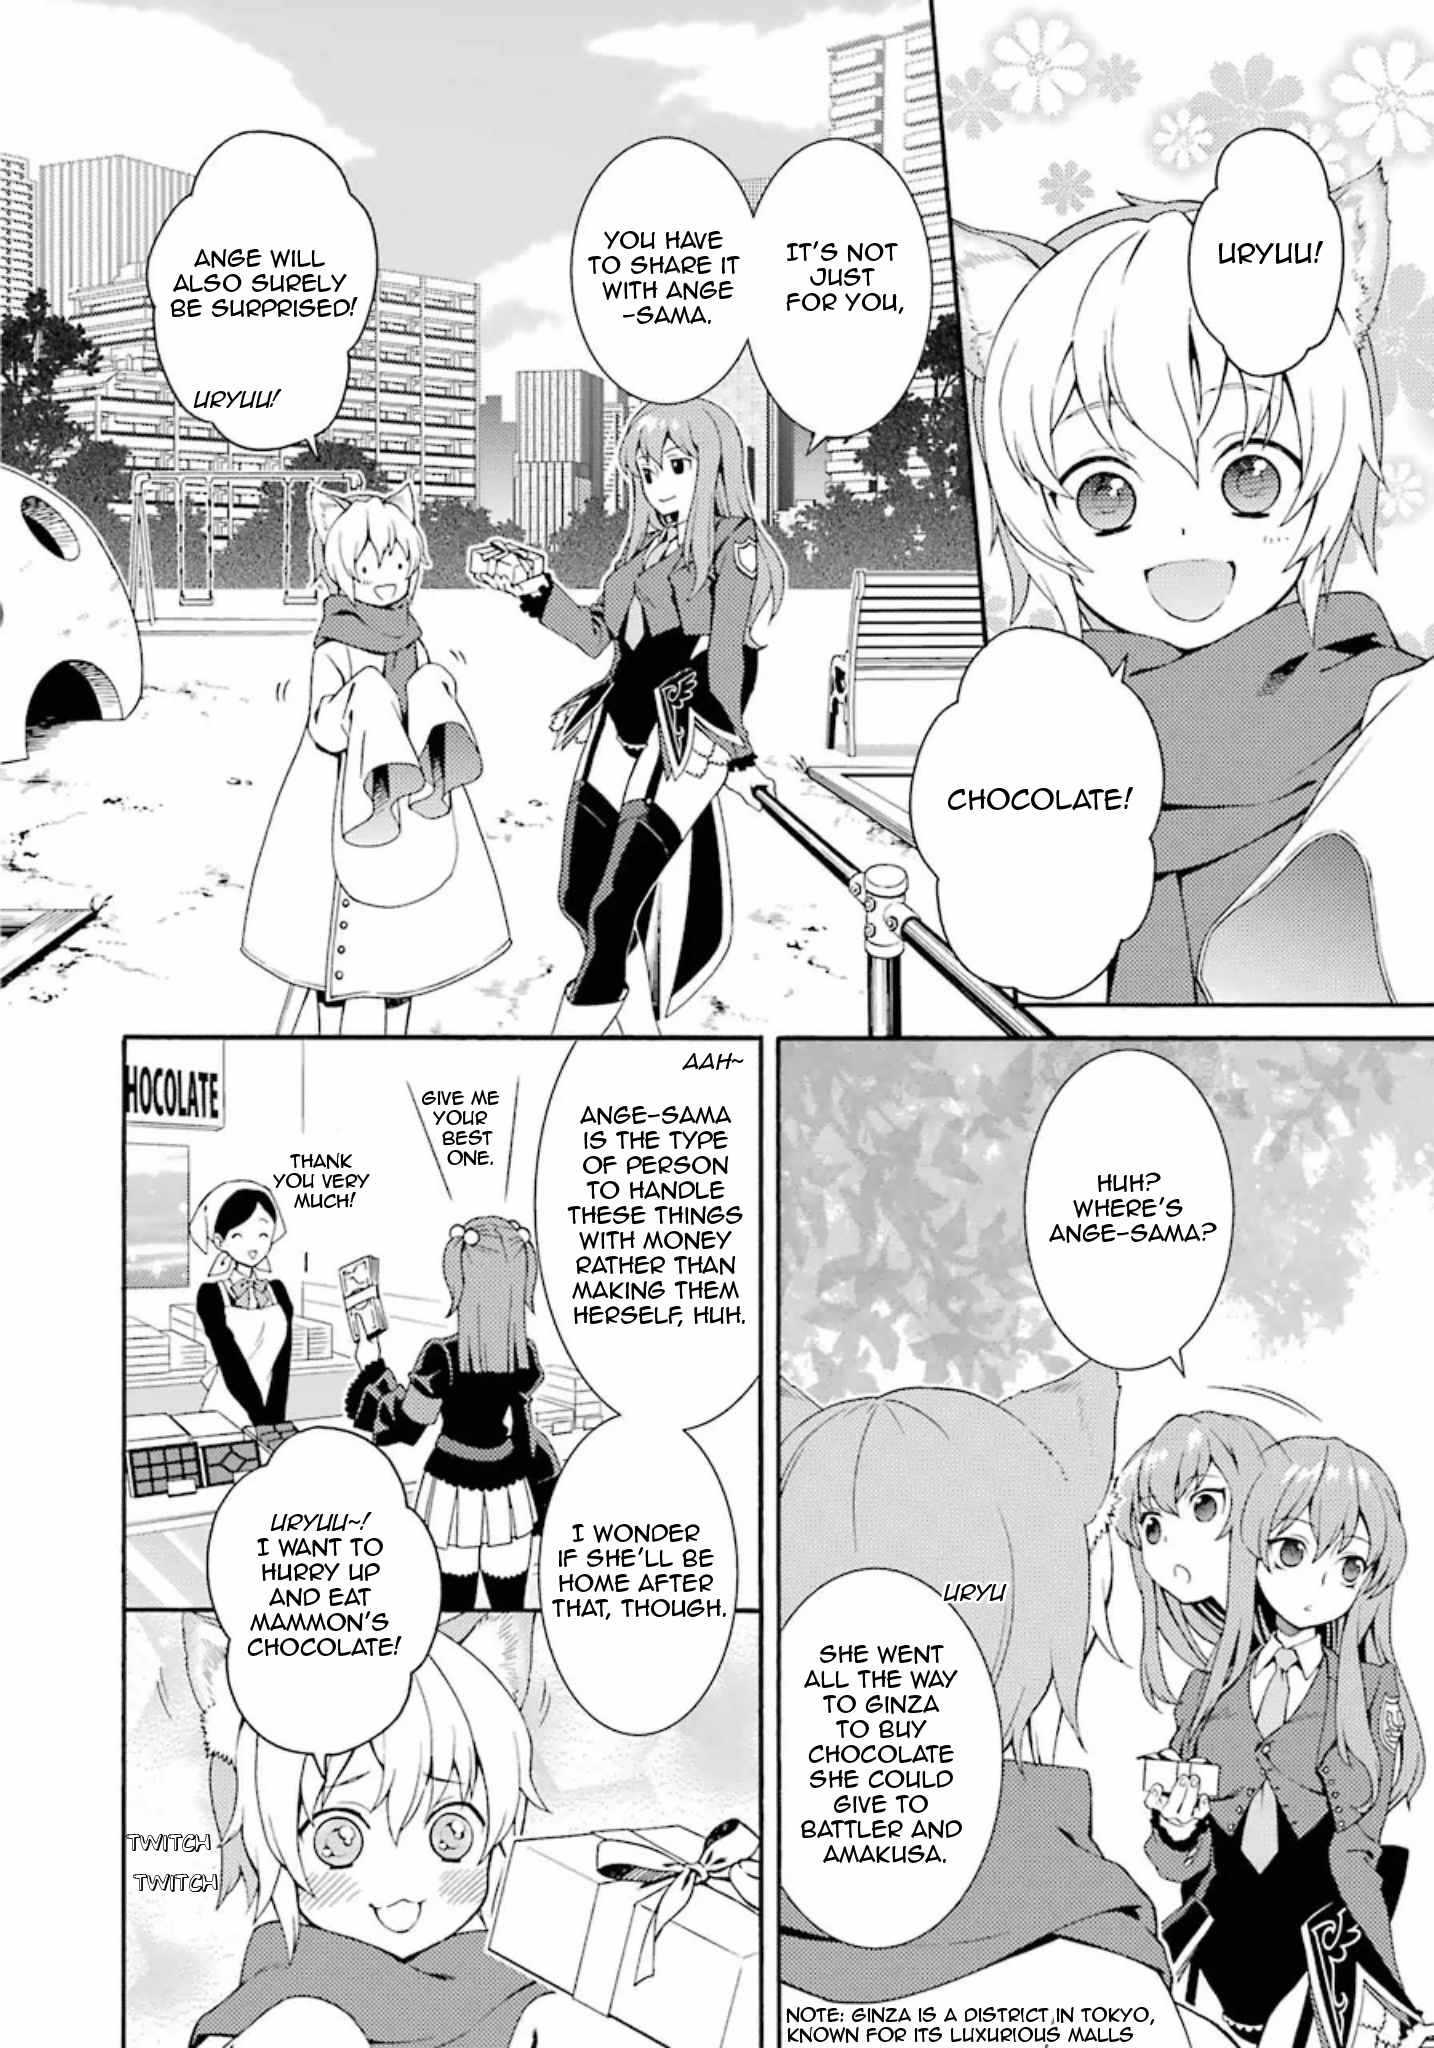 URYUU!
CHOCOLATE!
IT'S NOT
JUST
FOR YOU,
YOU HAVE
TO SHARE IT
WITH ANGE
-SAMA.
ANGE WILL
ALSO SURELY
BE SURPRISED!
URYUU!
HUH?
WHERE'S
ANGE-SAMA?
URYU
SHE WENT
ALL THE WAY
TO GINZA
TO BUY
CHOCOLATE
SHE COULD
GIVE TO
BATTLER AND
AMAKUSA.
NOTE: GINZA IS A DISTRICT IN TOKYO,
KNOWN FOR ITS LUXURIOUS MALLS
AAH~
ANGE-SAMA
IS THE TYPE
OF PERSON
TO HANDLE
THESE THINGS
WITH MONEY
RATHER THAN
MAKING THEM
HERSELF, HUH.
GIVE ME
YOUR
BEST
ONE.
THANK
YOU VERY
MUCH!
HOCOLATE
I WONDER
IF SHE'LL BE
HOME AFTER
THAT, THOUGH.
URYUU~!
I WANT TO
HURRY UP
AND EAT
MAMMON'S
CHOCOLATE!
TWITCH
TWITCH